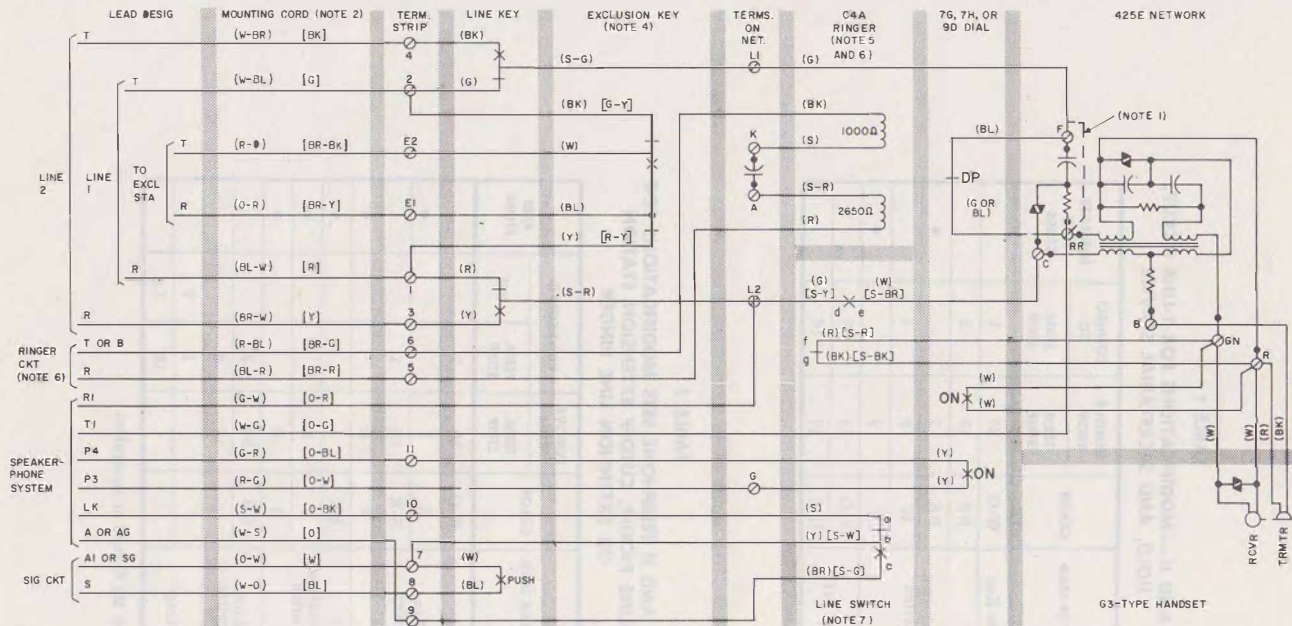 LEAD DESIG MOUNTING CORD (NOTE 2) TERM. STRIP LINE KEY EXCLUSION KEY (NOTE 4) TERMS. ON NET. C4A RINGER (NOTE 5 AND 6) 7G, 7H, OR 9D DIAL 425E NETWORK
LINE 2
LINE 1
TO EXCL STA
T (W-BR) [BK] 4 (BK) (S-G) L1 (G)
T (W-BL) [G] 2 (G)
(BK) [G-Y] (BK) 1000Ω
T (R-O) [BR-BK] E2 (W) K (S)
R (O-R) [BR-Y] E1 (BL) A (S-R) 2650Ω
(Y) [R-Y] (R)
R (BL-W) [R] 1 (R)
(S-R) L2 (G) [S-Y] (W) [S-BR]
d e
R (BR-W) [Y] 3 (Y)
f (R)[S-R]
g (BK)[S-BK]
(BL) F (NOTE 1)
DP
(G OR BL)
RR
C
B
GN
R
(W)
ON (W)
RINGER CKT (NOTE 6)
T OR B (R-BL) [BR-G] 6
R (BL-R) [BR-R] 5
SPEAKER-PHONE SYSTEM
R1 (G-W) [O-R]
T1 (W-G) [O-G]
P4 (G-R) [O-BL] 11 (Y)
P3 (R-G) [O-W] G (Y) ON
LK (S-W) [O-BK] 10 (S) a
A OR AG (W-S) [O] (Y)[S-W]
(BR)[S-G] c
SIG CKT
A1 OR SG (O-W) [W] 7 (W)
S (W-O) [BL] 8 (BL) PUSH
9
LINE SWITCH (NOTE 7)
(W) (W) (R) (BK)
RCVR
TRMTR
G3-TYPE HANDSET